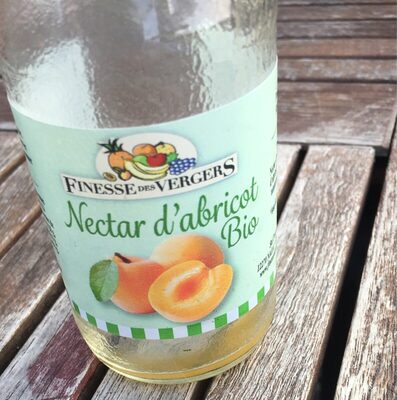 FINESSE DES VERGERS
Nectar d'abricot
Bio